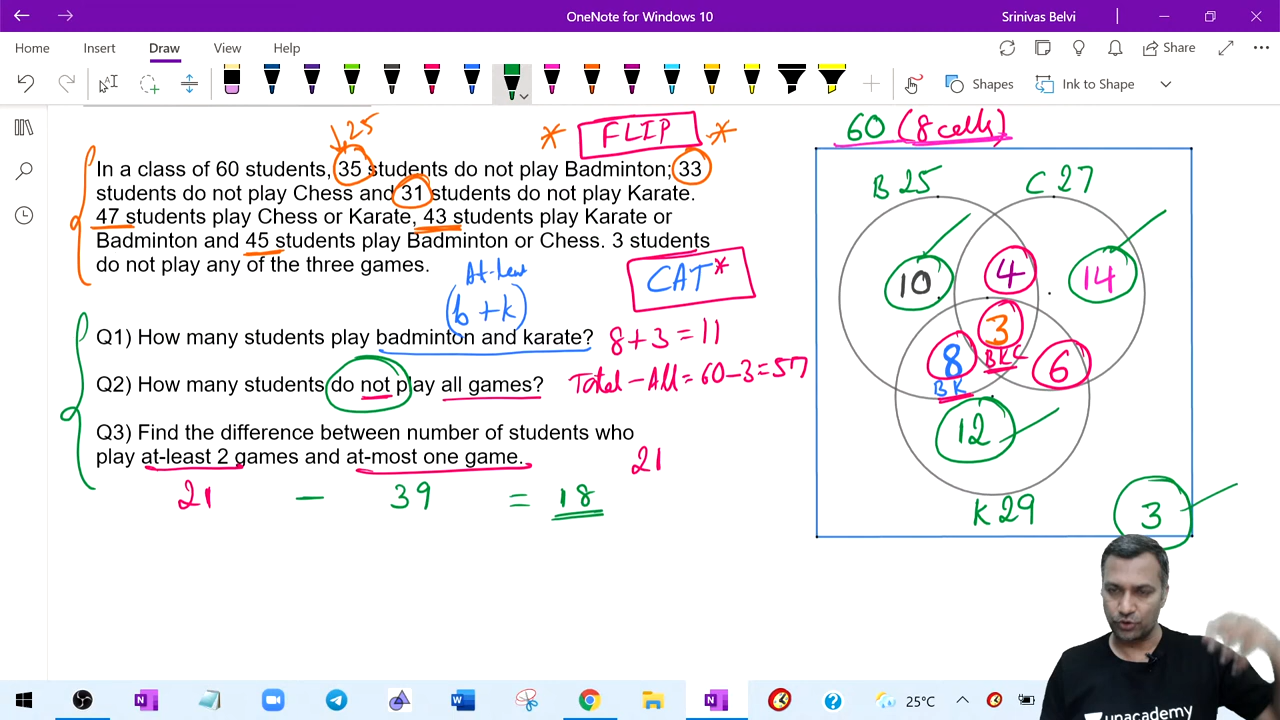 OneNote for Windows 10
Srinivas Belvi
Home Insert Draw View Help
Share
Shapes
Ink to Shape
25
* FLIP *
In a class of 60 students, 35 students do not play Badminton; 33
students do not play Chess and 31 students do not play Karate.
47 students play Chess or Karate, 43 students play Karate or
Badminton and 45 students play Badminton or Chess. 3 students
do not play any of the three games.
CAT*
At-least
(b + k)
Q1) How many students play badminton and karate? 8 + 3 = 11
Q2) How many students do not play all games? Total - All = 60 - 3 = 57
Q3) Find the difference between number of students who
play at-least 2 games and at-most one game. 21
21 - 39 = 18
60 (8 cells)
B 25
C 27
10
4
14
3
BKC
8
BK
6
12
K 29
3
unacademy
25°C